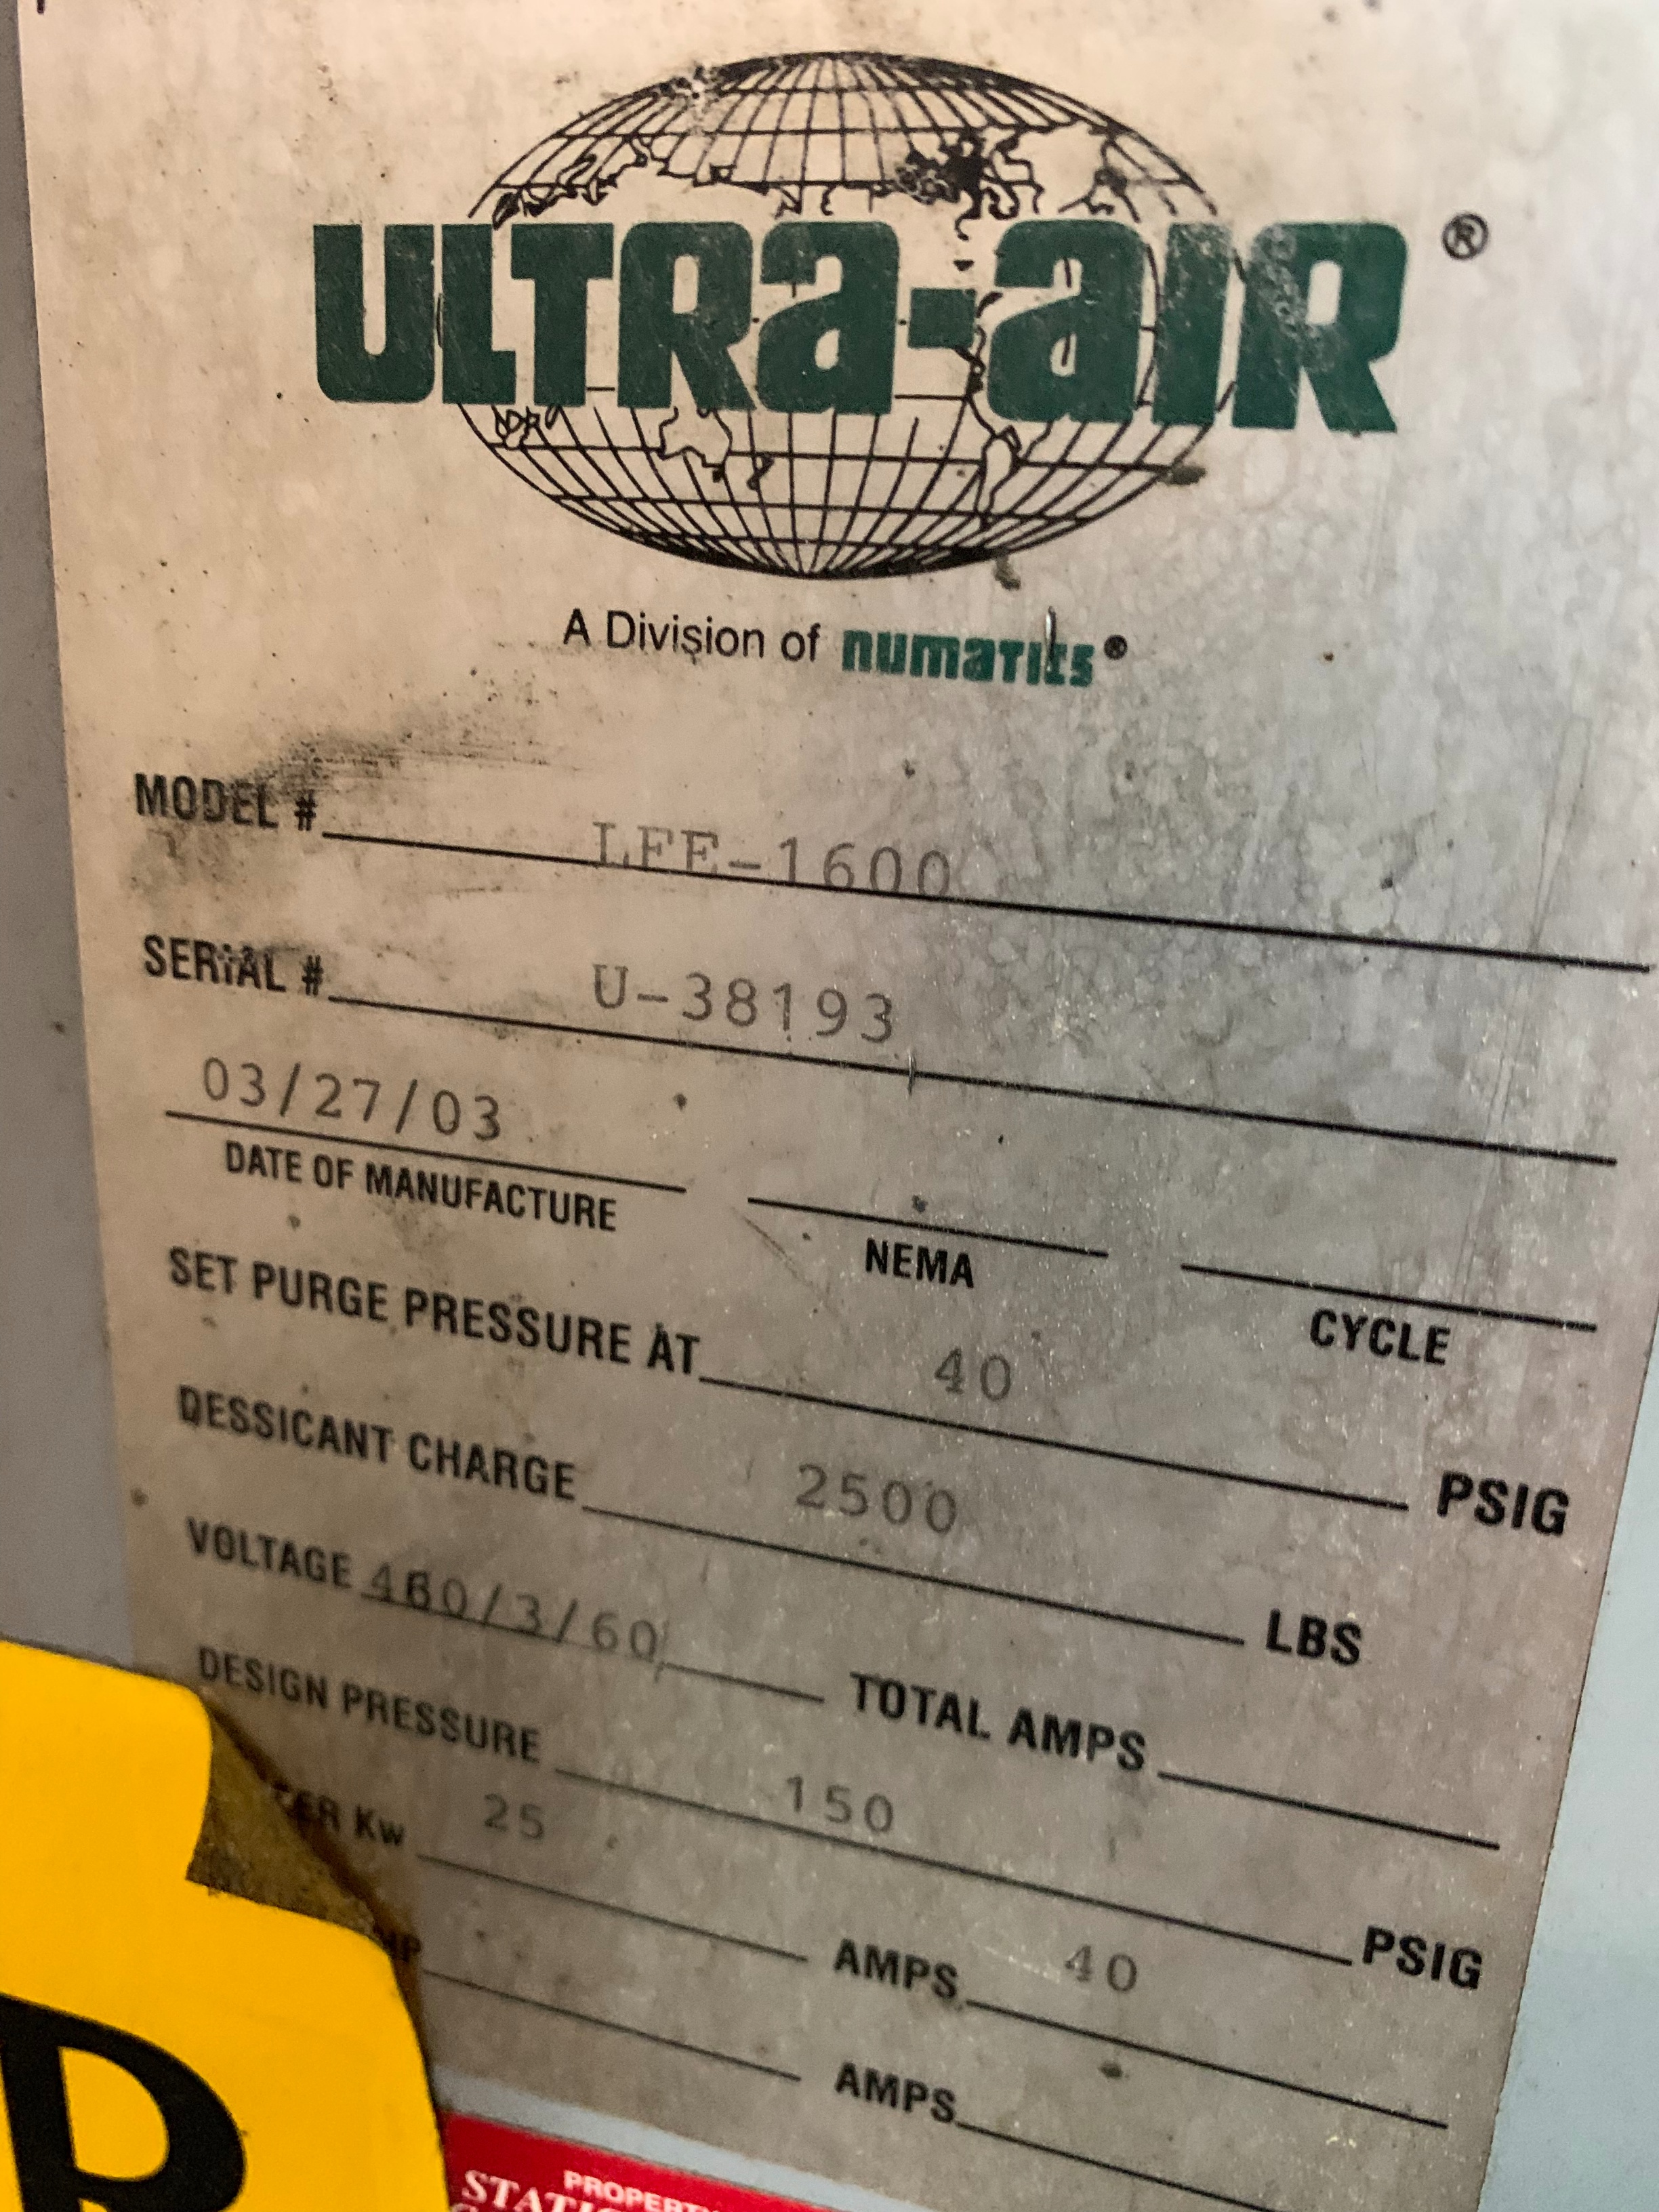 ULTRA-AIR ®
A Division of numatics ®
MODEL # LFE-1600
SERIAL # U-38193
03/27/03
DATE OF MANUFACTURE NEMA CYCLE
SET PURGE PRESSURE AT 40 PSIG
DESSICANT CHARGE 2500 LBS
VOLTAGE 460/3/60 TOTAL AMPS
DESIGN PRESSURE 150 PSIG
Kw 25 AMPS 40
AMPS